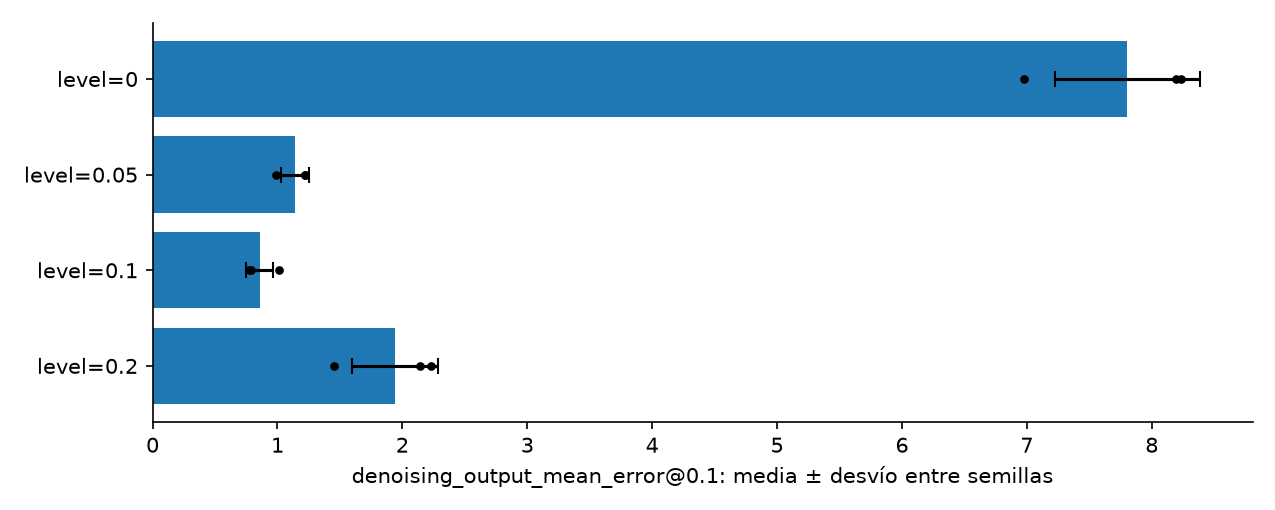 level=0
level=0.05
level=0.1
level=0.2
0 1 2 3 4 5 6 7 8
denoising_output_mean_error@0.1: media ± desvío entre semillas